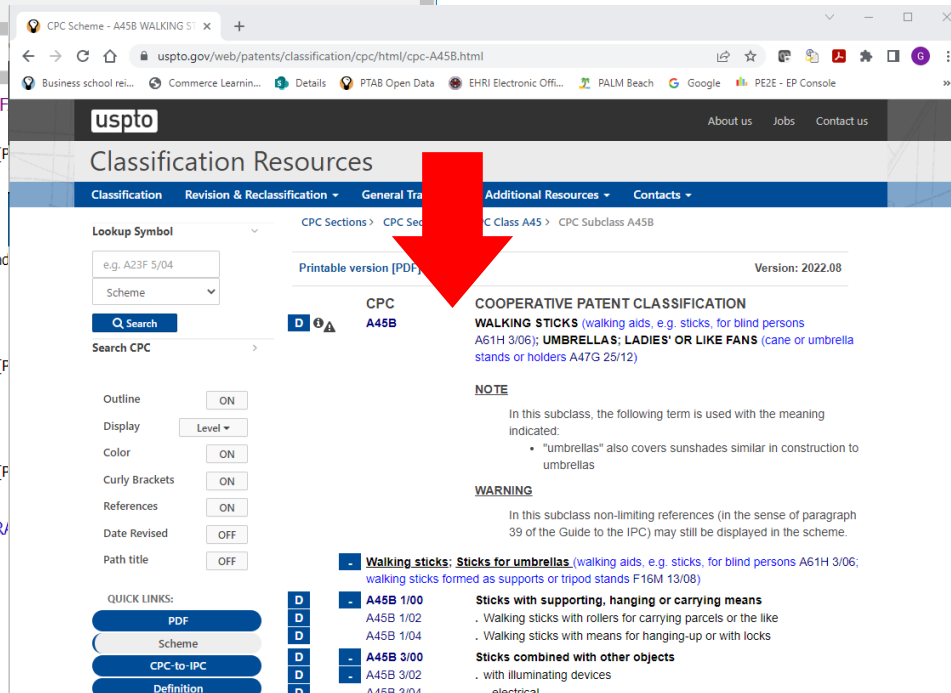 CPC Scheme - A45B WALKING ST
uspto.gov/web/patents/classification/cpc/html/cpc-A45B.html
G
Business school rei... Commerce Learnin... Details PTAB Open Data EHRI Electronic Offi... PALM Beach Google PE2E - EP Console »
uspto About us Jobs Contact us
Classification Resources
Classification Revision & Reclassification General Tra Additional Resources Contacts
CPC Sections > CPC Sec PC Class A45 > CPC Subclass A45B
Lookup Symbol
e.g. A23F 5/04
Scheme
Search
Search CPC
Outline ON
Display Level
Color ON
Curly Brackets ON
References ON
Date Revised OFF
Path title OFF
QUICK LINKS:
PDF
Scheme
CPC-to-IPC
Definition
Printable version [PDF] Version: 2022.08
CPC COOPERATIVE PATENT CLASSIFICATION
D A45B WALKING STICKS (walking aids, e.g. sticks, for blind persons
A61H 3/06); UMBRELLAS; LADIES' OR LIKE FANS (cane or umbrella
stands or holders A47G 25/12)
NOTE
In this subclass, the following term is used with the meaning
indicated:
• "umbrellas" also covers sunshades similar in construction to
umbrellas
WARNING
In this subclass non-limiting references (in the sense of paragraph
39 of the Guide to the IPC) may still be displayed in the scheme.
- Walking sticks; Sticks for umbrellas (walking aids, e.g. sticks, for blind persons A61H 3/06;
walking sticks formed as supports or tripod stands F16M 13/08)
D - A45B 1/00 Sticks with supporting, hanging or carrying means
D A45B 1/02 . Walking sticks with rollers for carrying parcels or the like
D A45B 1/04 . Walking sticks with means for hanging-up or with locks
D - A45B 3/00 Sticks combined with other objects
D - A45B 3/02 . with illuminating devices
D A45B 3/04 . . electrical